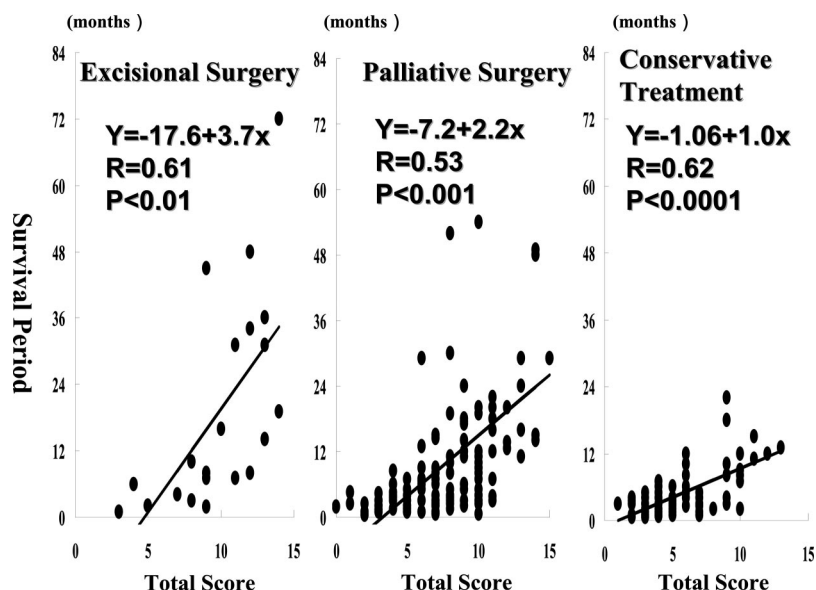 (months )
(months )
(months )
Excisional Surgery
Palliative Surgery
Conservative
Treatment
Y=-17.6+3.7x
R=0.61
P<0.01
Y=-7.2+2.2x
R=0.53
P<0.001
Y=-1.06+1.0x
R=0.62
P<0.0001
Survival Period
84
72
60
48
36
24
12
0
0
5
10
15
Total Score
84
72
60
48
36
24
12
0
0
5
10
15
Total Score
84
72
60
48
36
24
12
0
0
5
10
15
Total Score